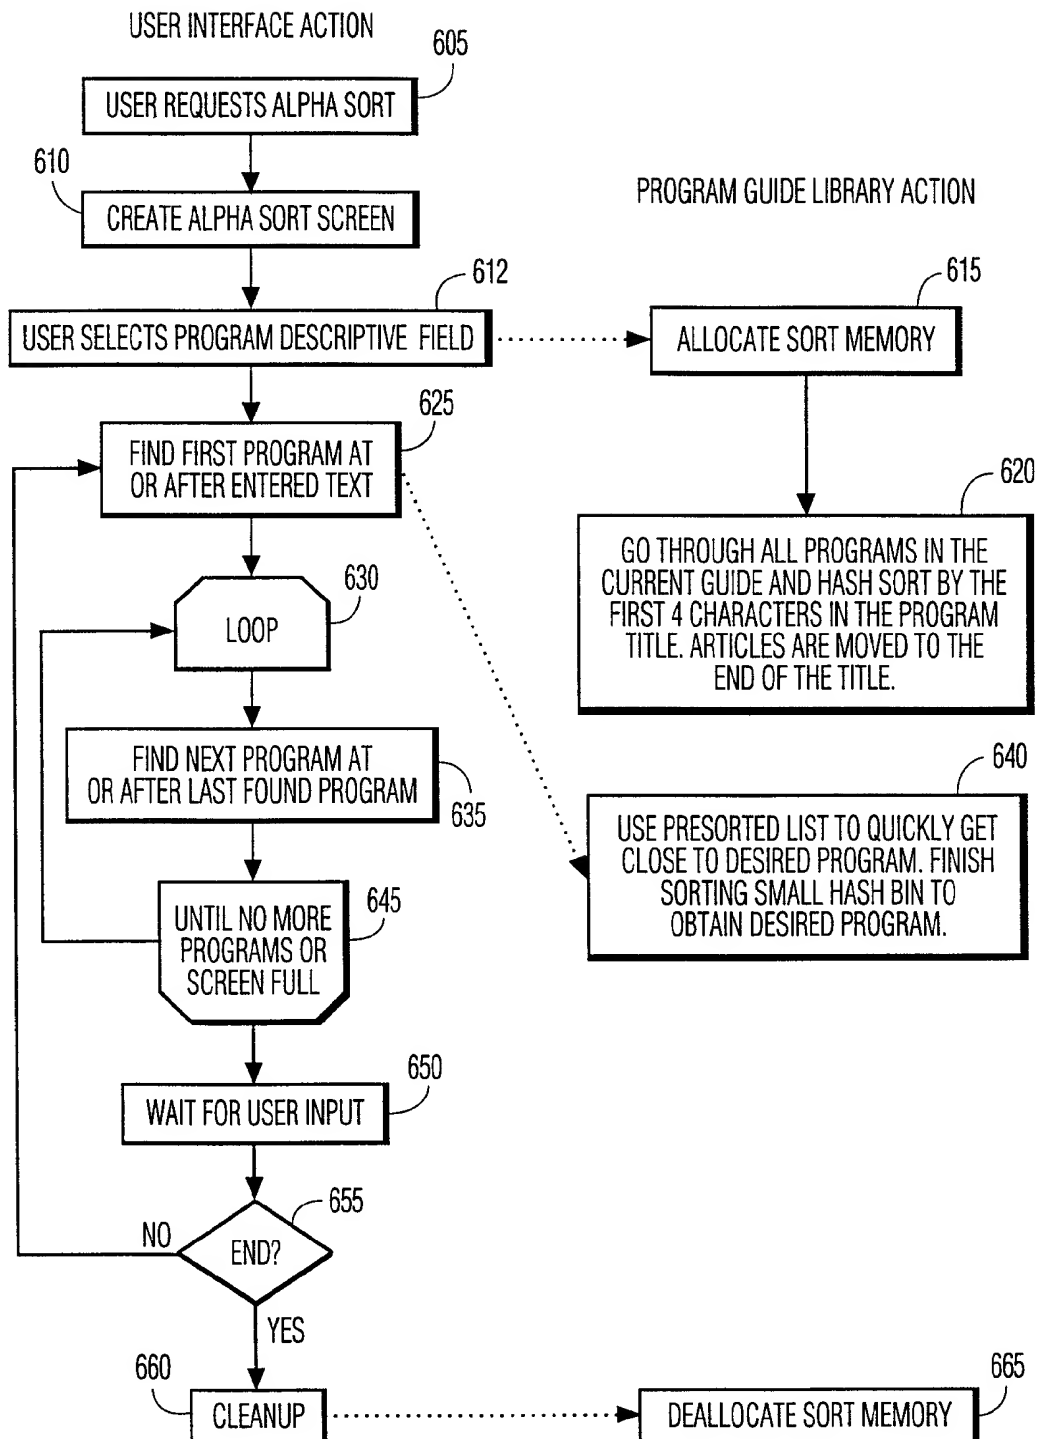 USER INTERFACE ACTION
605
USER REQUESTS ALPHA SORT
610
CREATE ALPHA SORT SCREEN
PROGRAM GUIDE LIBRARY ACTION
612
USER SELECTS PROGRAM DESCRIPTIVE FIELD
615
ALLOCATE SORT MEMORY
625
FIND FIRST PROGRAM AT
OR AFTER ENTERED TEXT
620
GO THROUGH ALL PROGRAMS IN THE
CURRENT GUIDE AND HASH SORT BY THE
FIRST 4 CHARACTERS IN THE PROGRAM
TITLE. ARTICLES ARE MOVED TO THE
END OF THE TITLE.
630
LOOP
FIND NEXT PROGRAM AT
OR AFTER LAST FOUND PROGRAM
635
640
USE PRESORTED LIST TO QUICKLY GET
CLOSE TO DESIRED PROGRAM. FINISH
SORTING SMALL HASH BIN TO
OBTAIN DESIRED PROGRAM.
645
UNTIL NO MORE
PROGRAMS OR
SCREEN FULL
650
WAIT FOR USER INPUT
655
END?
NO
YES
660
CLEANUP
665
DEALLOCATE SORT MEMORY